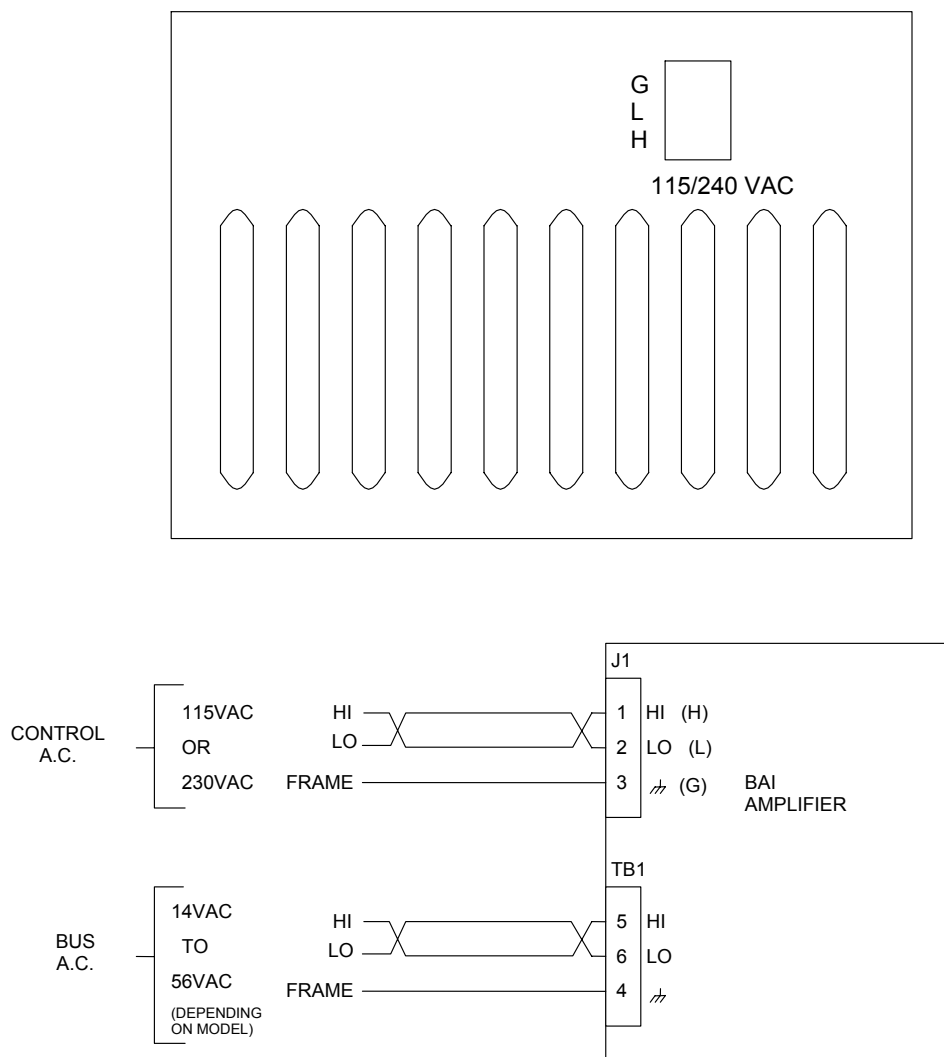 G
L
H
115/240 VAC
J1
CONTROL
A.C.
115VAC
OR
230VAC
HI
LO
FRAME
1 HI (H)
2 LO (L)
3 (G)
BAI
AMPLIFIER
TB1
BUS
A.C.
14VAC
TO
56VAC
(DEPENDING
ON MODEL)
HI
LO
FRAME
5 HI
6 LO
4